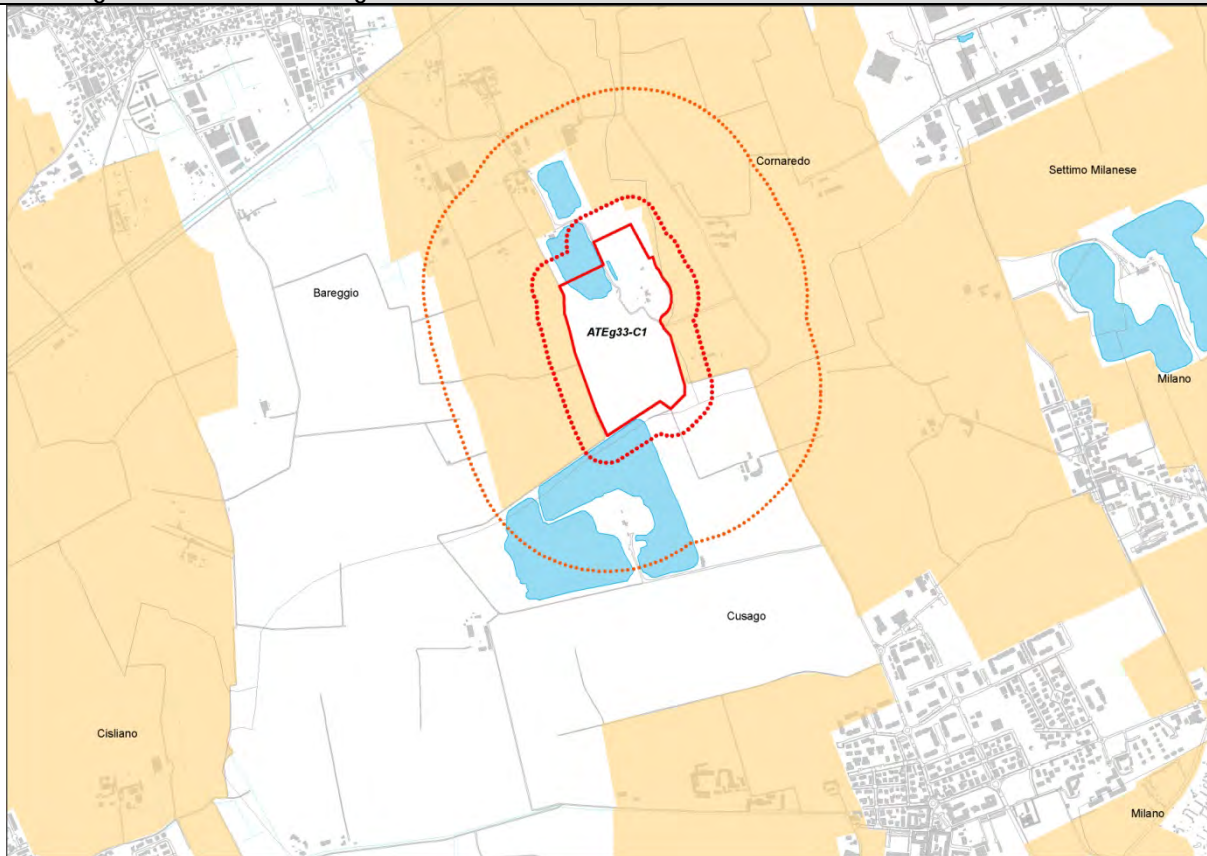 Cornaredo
Settimo Milanese
Bareggio
ATEg33-C1
Milano
Cusago
Cisliano
Milano